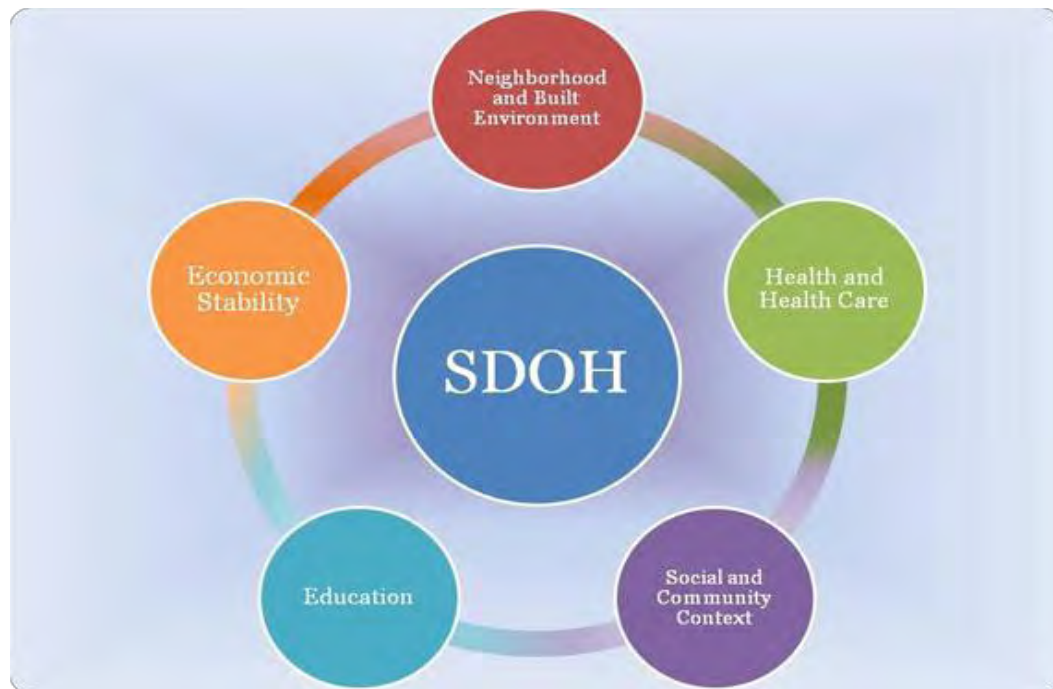 Neighborhood
and Built
Environment
Economic
Stability
Health and
Health Care
SDOH
Education
Social and
Community
Context